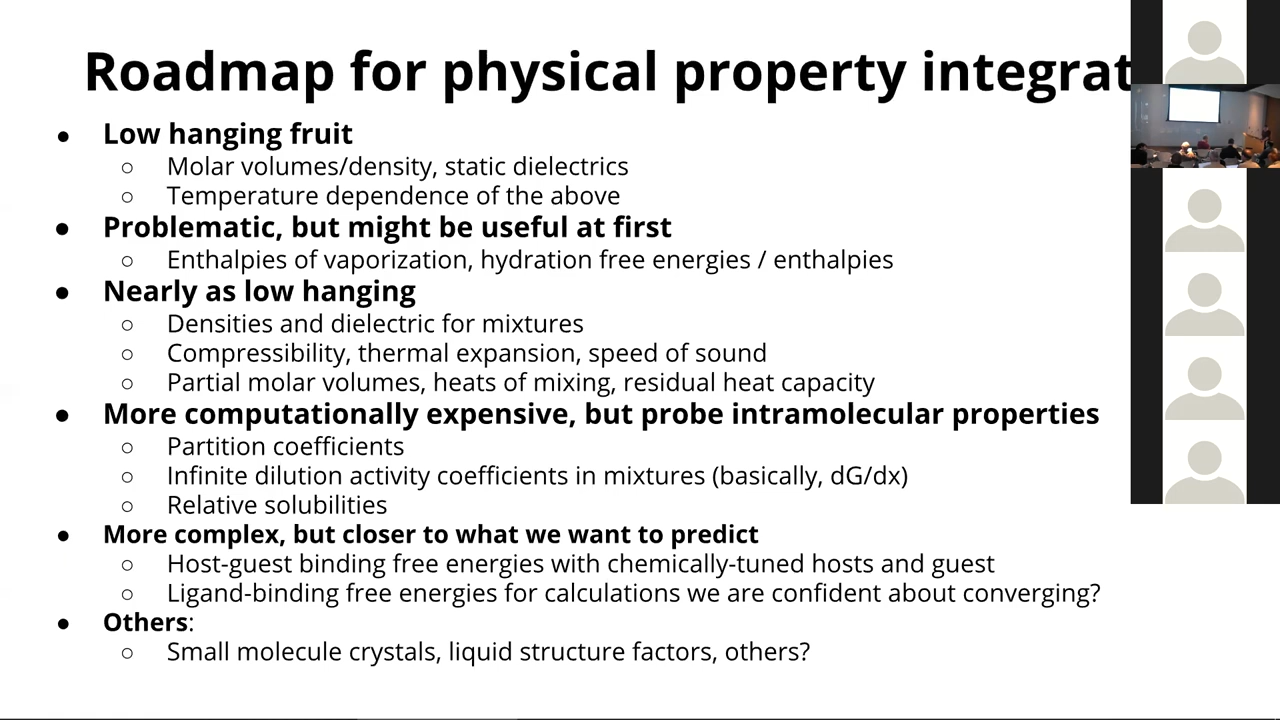 Roadmap for physical property integrat
● Low hanging fruit
○ Molar volumes/density, static dielectrics
○ Temperature dependence of the above
● Problematic, but might be useful at first
○ Enthalpies of vaporization, hydration free energies / enthalpies
● Nearly as low hanging
○ Densities and dielectric for mixtures
○ Compressibility, thermal expansion, speed of sound
○ Partial molar volumes, heats of mixing, residual heat capacity
● More computationally expensive, but probe intramolecular properties
○ Partition coefficients
○ Infinite dilution activity coefficients in mixtures (basically, dG/dx)
○ Relative solubilities
● More complex, but closer to what we want to predict
○ Host-guest binding free energies with chemically-tuned hosts and guest
○ Ligand-binding free energies for calculations we are confident about converging?
● Others:
○ Small molecule crystals, liquid structure factors, others?